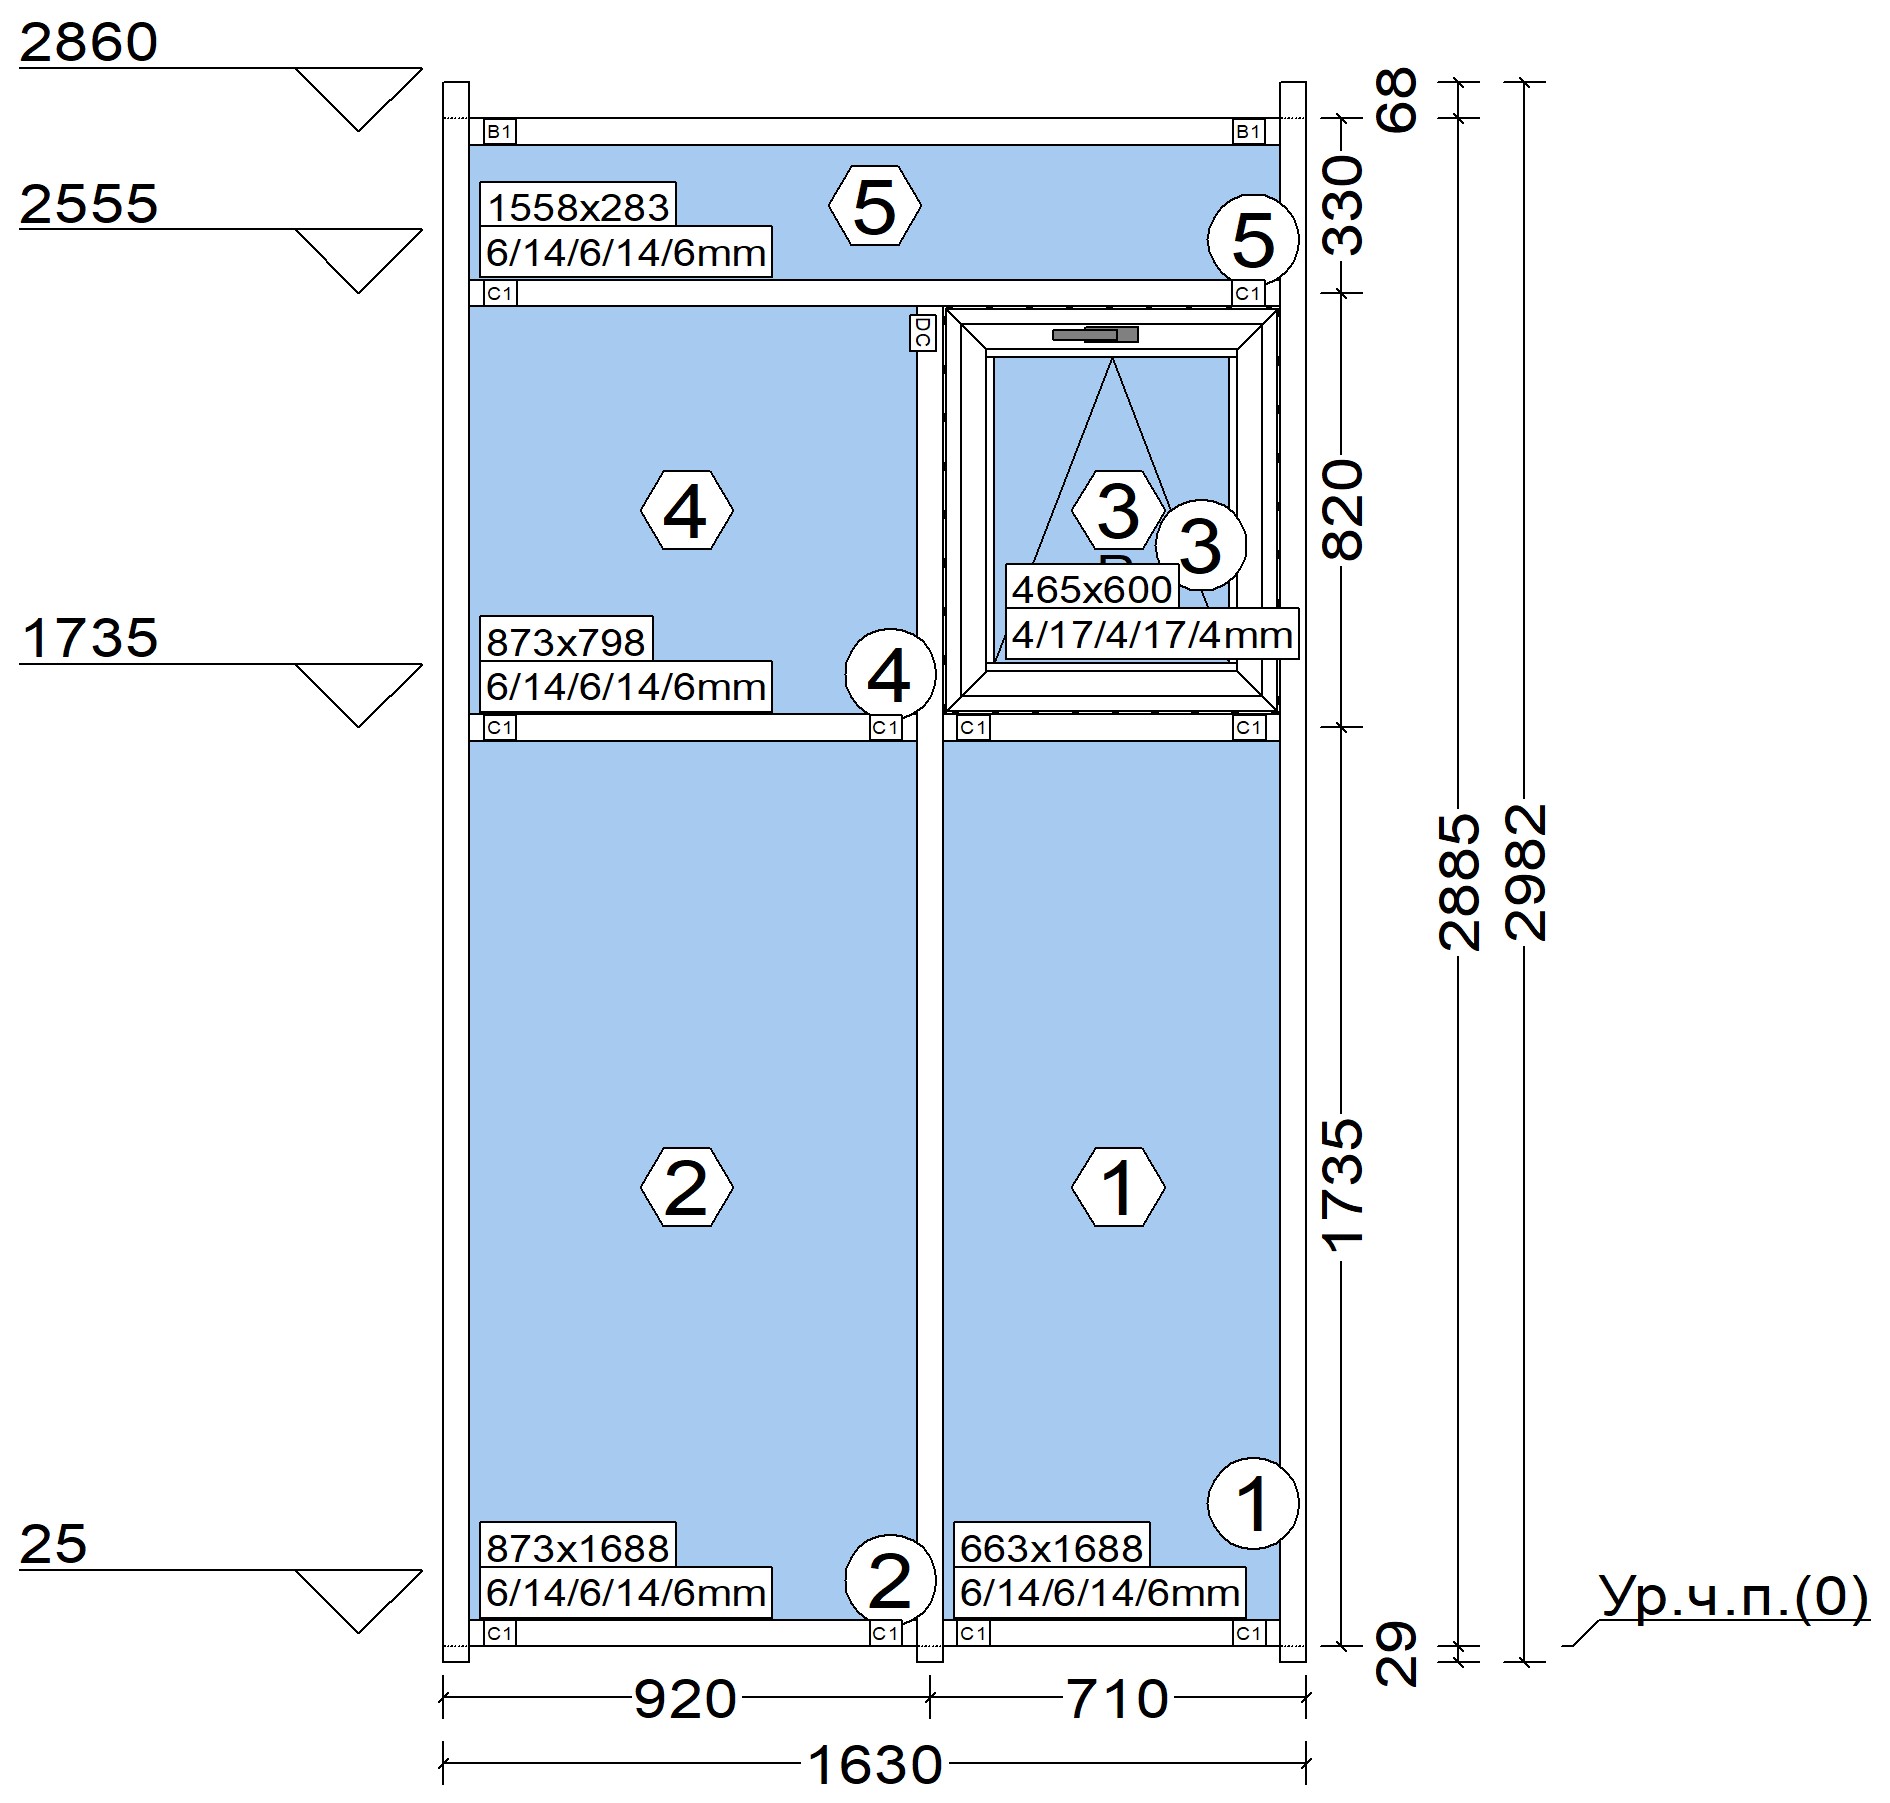 2860
68
B1
B1
2555
5
1558x283
6/14/6/14/6mm
5
330
C1
C1
DC
4
3
3
820
465x600
4/17/4/17/4mm
1735
873x798
6/14/6/14/6mm
4
C1
C1
C1
C1
2885
2982
2
1
1735
1
25
873x1688
6/14/6/14/6mm
2
663x1688
6/14/6/14/6mm
Ур.ч.п.(0)
C1
C1
C1
C1
29
920
710
1630